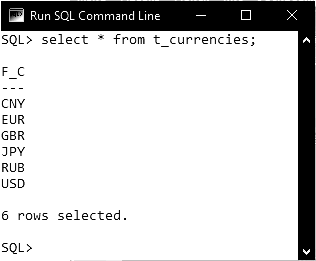 Run SQL Command Line
SQL> select * from t_currencies;
F_C
---
CNY
EUR
GBR
JPY
RUB
USD
6 rows selected.
SQL>